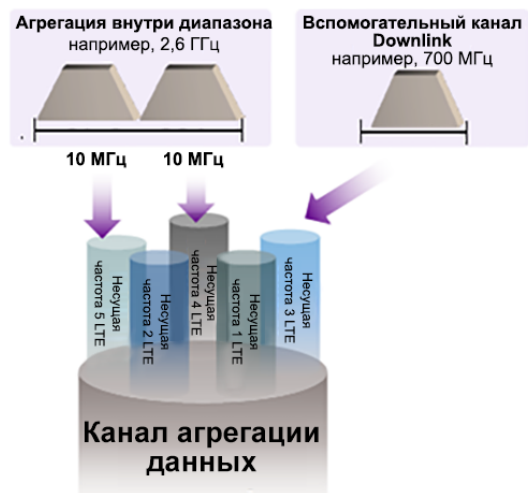 Агрегация внутри диапазона
например, 2,6 ГГц
Вспомогательный канал
Downlink
например, 700 МГц
10 МГц
10 МГц
Несущая
частота 5 LTE
Несущая
частота 2 LTE
Несущая
частота 4 LTE
Несущая
частота 1 LTE
Несущая
частота 3 LTE
Канал агрегации
данных